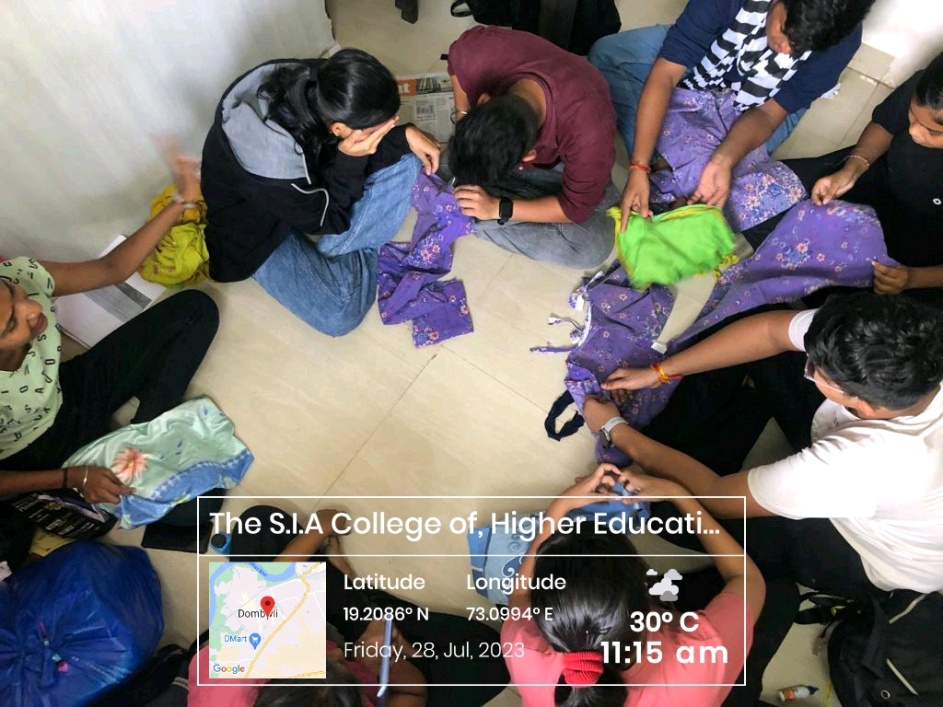 The S.I.A College of, Higher Educati...
Latitude Longitude
19.2086° N 73.0994° E
Friday, 28, Jul, 2023
30° C
11:15 am
DMart
Google